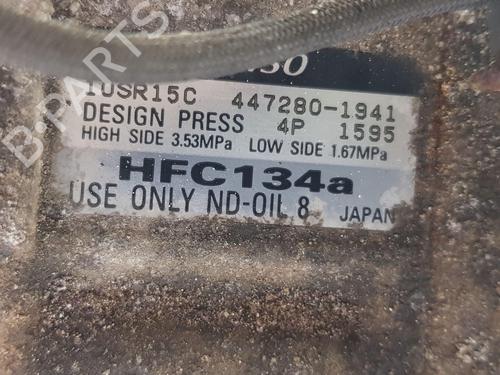 10SR15C 447280-1941
DESIGN PRESS 4P 1595
HIGH SIDE 3.53MPa LOW SIDE 1.67MPa
HFC134a
USE ONLY ND-OIL 8 JAPAN
B-PARTS